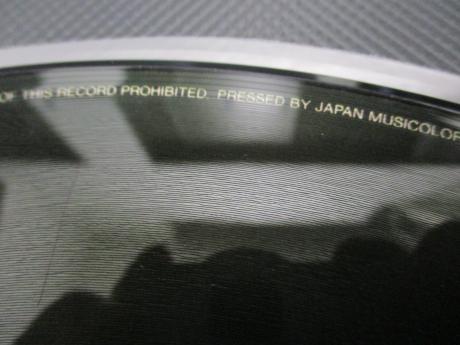 OF THIS RECORD PROHIBITED. PRESSED BY JAPAN MUSICOLOR